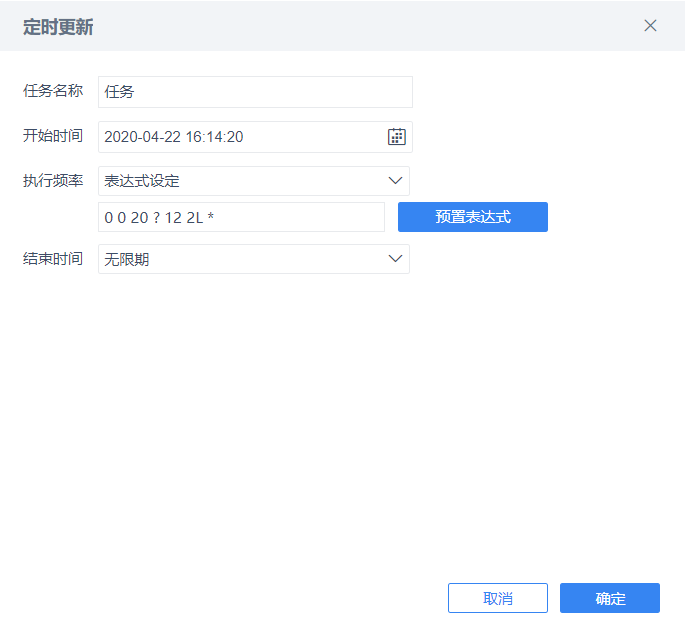 定时更新
任务名称 任务
开始时间 2020-04-22 16:14:20
执行频率 表达式设定
0 0 20 ? 12 2L * 预置表达式
结束时间 无限期
取消 确定